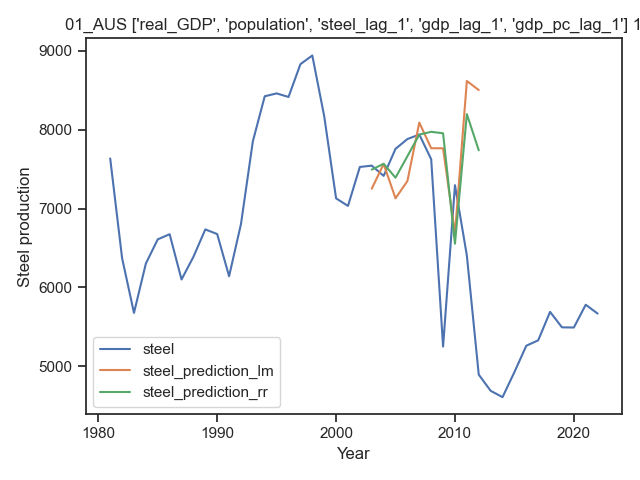 01_AUS ['real_GDP', 'population', 'steel_lag_1', 'gdp_lag_1', 'gdp_pc_lag_1'] 1
9000
8000
7000
6000
5000
Steel production
steel
steel_prediction_lm
steel_prediction_rr
1980 1990 2000 2010 2020
Year